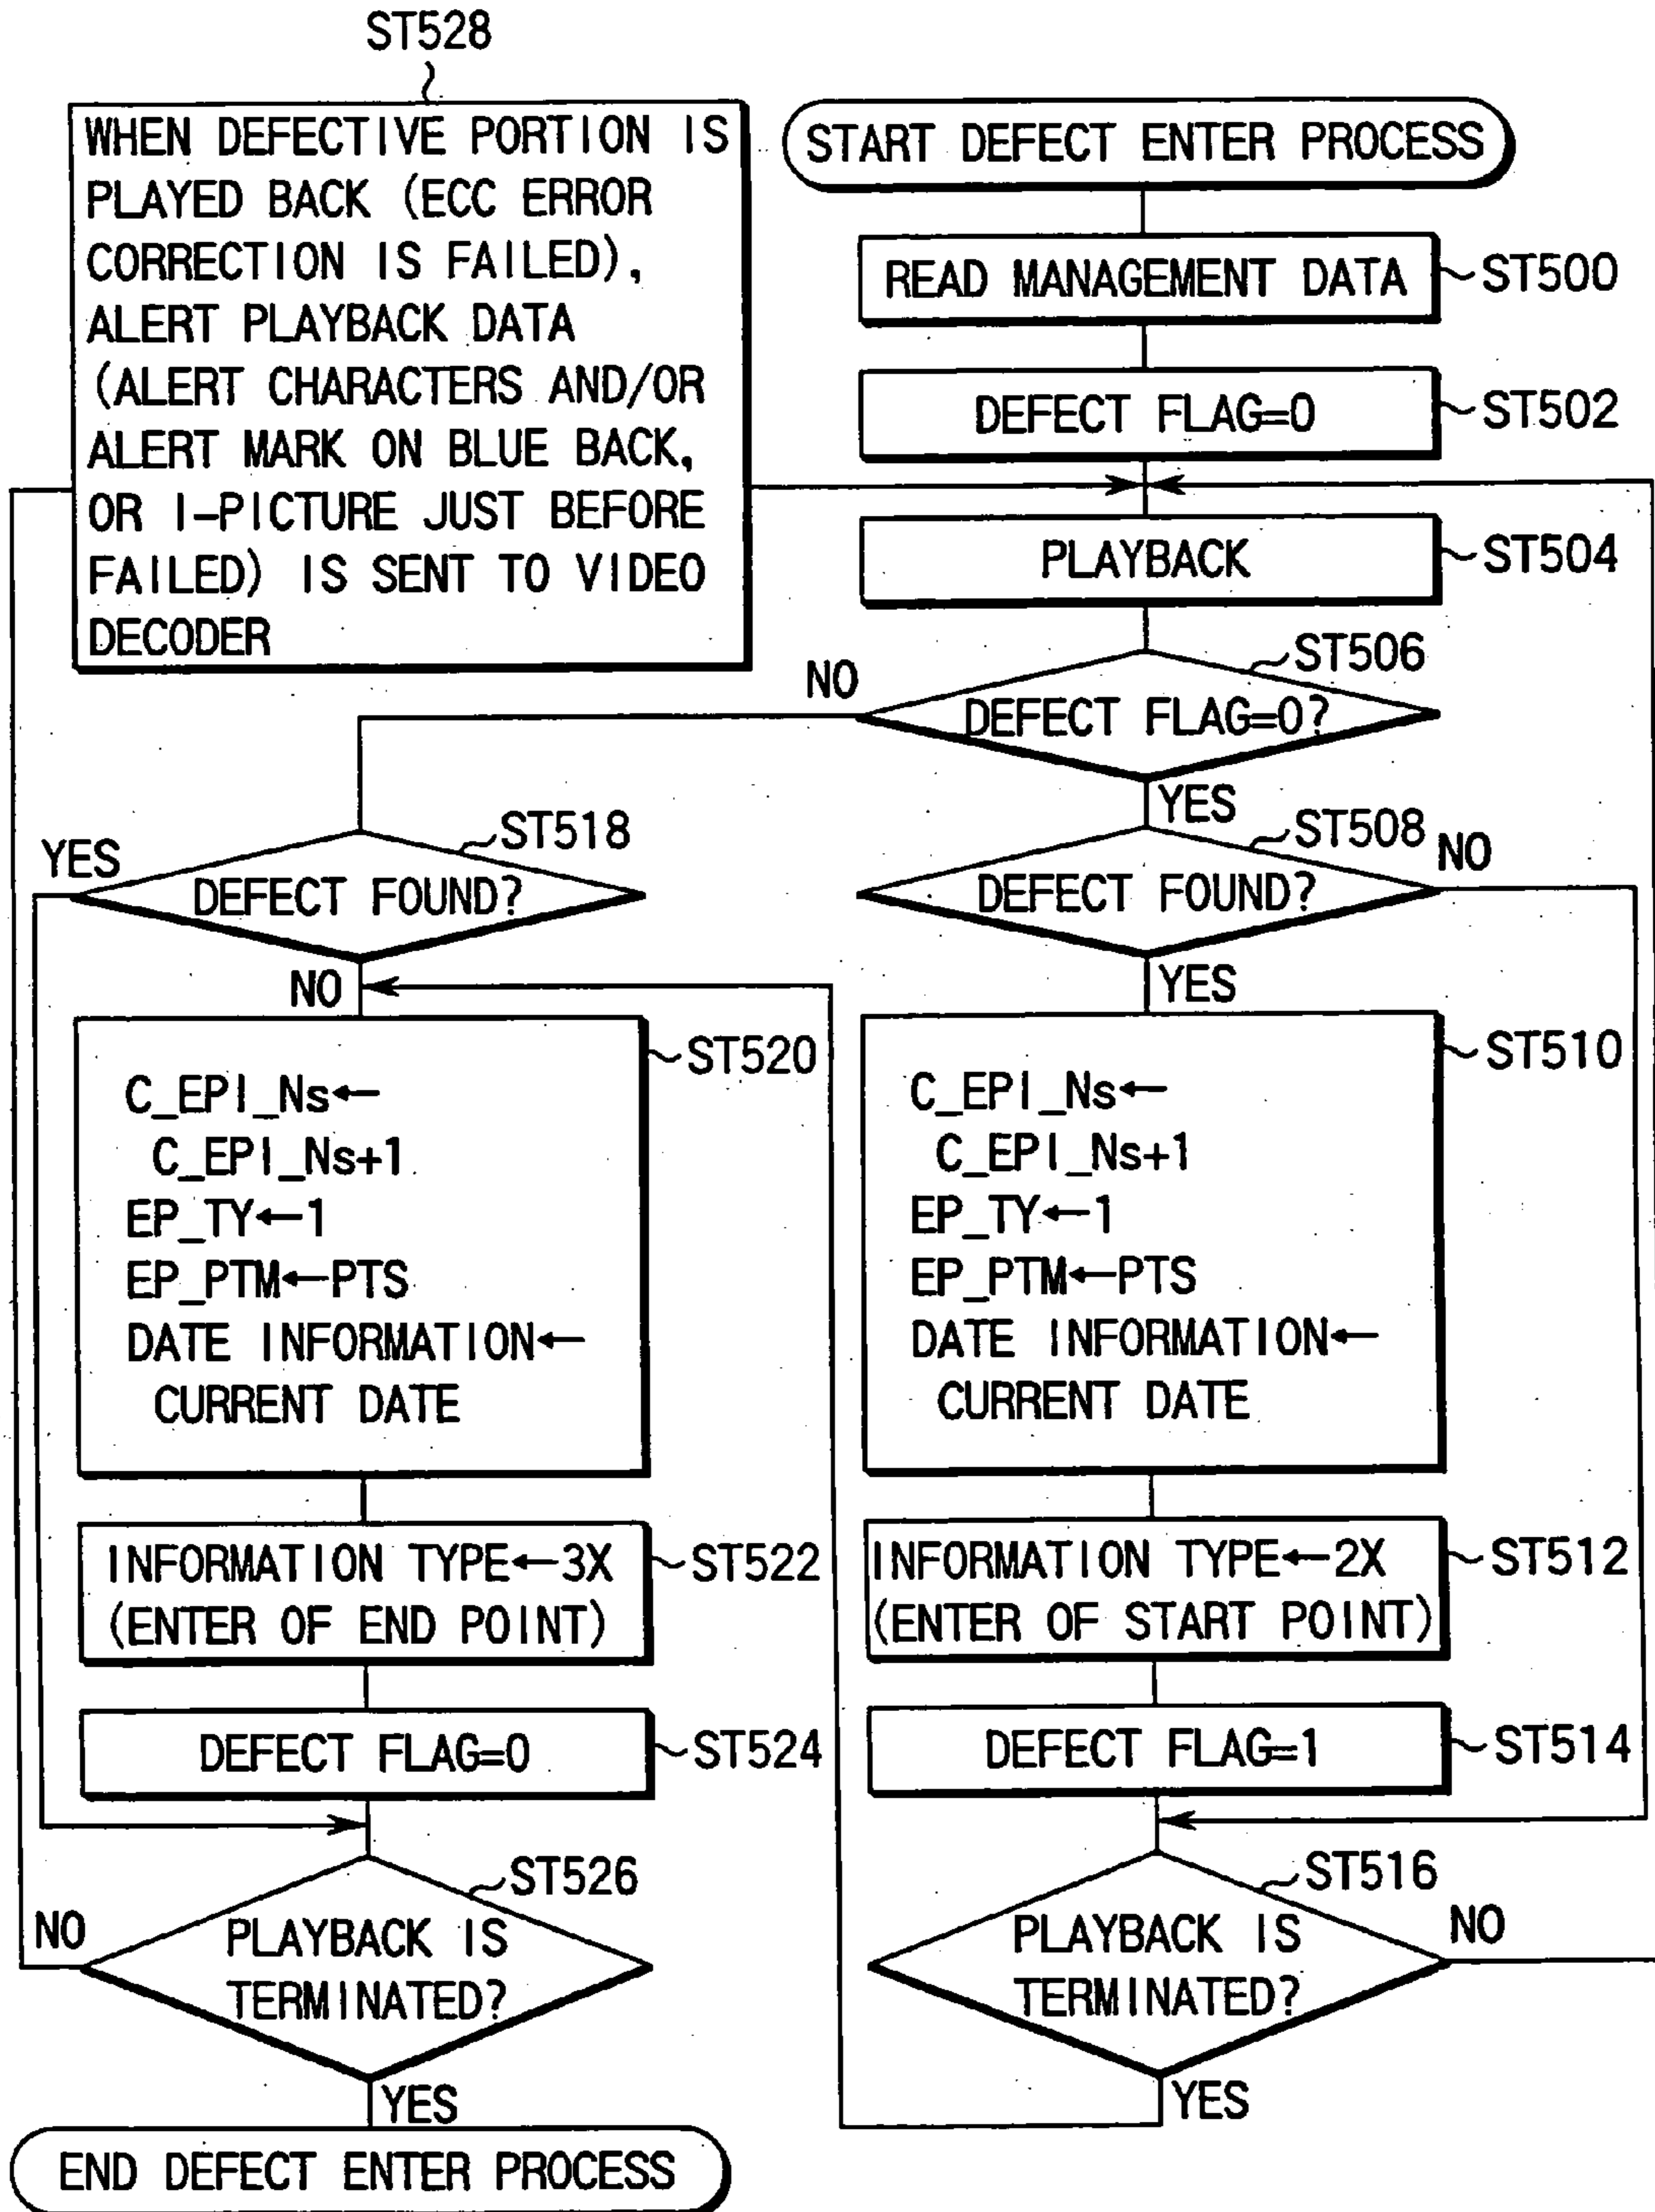 ST528
WHEN DEFECTIVE PORTION IS
PLAYED BACK (ECC ERROR
CORRECTION IS FAILED),
ALERT PLAYBACK DATA
(ALERT CHARACTERS AND/OR
ALERT MARK ON BLUE BACK,
OR I-PICTURE JUST BEFORE
FAILED) IS SENT TO VIDEO
DECODER
START DEFECT ENTER PROCESS
READ MANAGEMENT DATA
ST500
DEFECT FLAG=0
ST502
PLAYBACK
ST504
ST506
NO
DEFECT FLAG=0?
YES
ST518
YES
DEFECT FOUND?
NO
ST508
NO
DEFECT FOUND?
YES
ST520
C_EPI_Ns←
C_EPI_Ns+1
EP_TY←1
EP_PTM←PTS
DATE INFORMATION←
CURRENT DATE
ST510
C_EPI_Ns←
C_EPI_Ns+1
EP_TY←1
EP_PTM←PTS
DATE INFORMATION←
CURRENT DATE
INFORMATION TYPE←3X
(ENTER OF END POINT)
ST522
INFORMATION TYPE←2X
(ENTER OF START POINT)
ST512
DEFECT FLAG=0
ST524
DEFECT FLAG=1
ST514
ST526
NO
PLAYBACK IS
TERMINATED?
YES
ST516
PLAYBACK IS
TERMINATED?
NO
YES
END DEFECT ENTER PROCESS